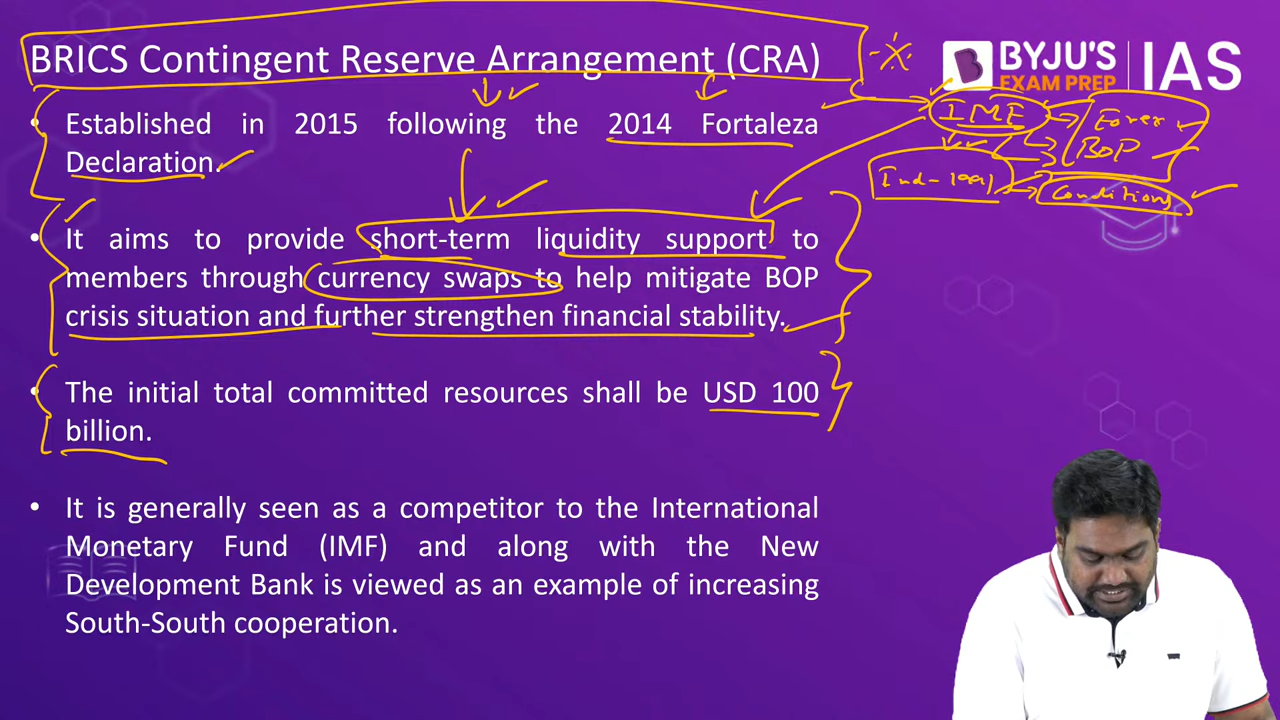 BRICS Contingent Reserve Arrangement (CRA)
BYJU'S
EXAM PREP
IAS
IMF
Forex
BOP
Ind-1991
Conditions
• Established in 2015 following the 2014 Fortaleza
Declaration.
• It aims to provide short-term liquidity support to
members through currency swaps to help mitigate BOP
crisis situation and further strengthen financial stability.
• The initial total committed resources shall be USD 100
billion.
• It is generally seen as a competitor to the International
Monetary Fund (IMF) and along with the New
Development Bank is viewed as an example of increasing
South-South cooperation.